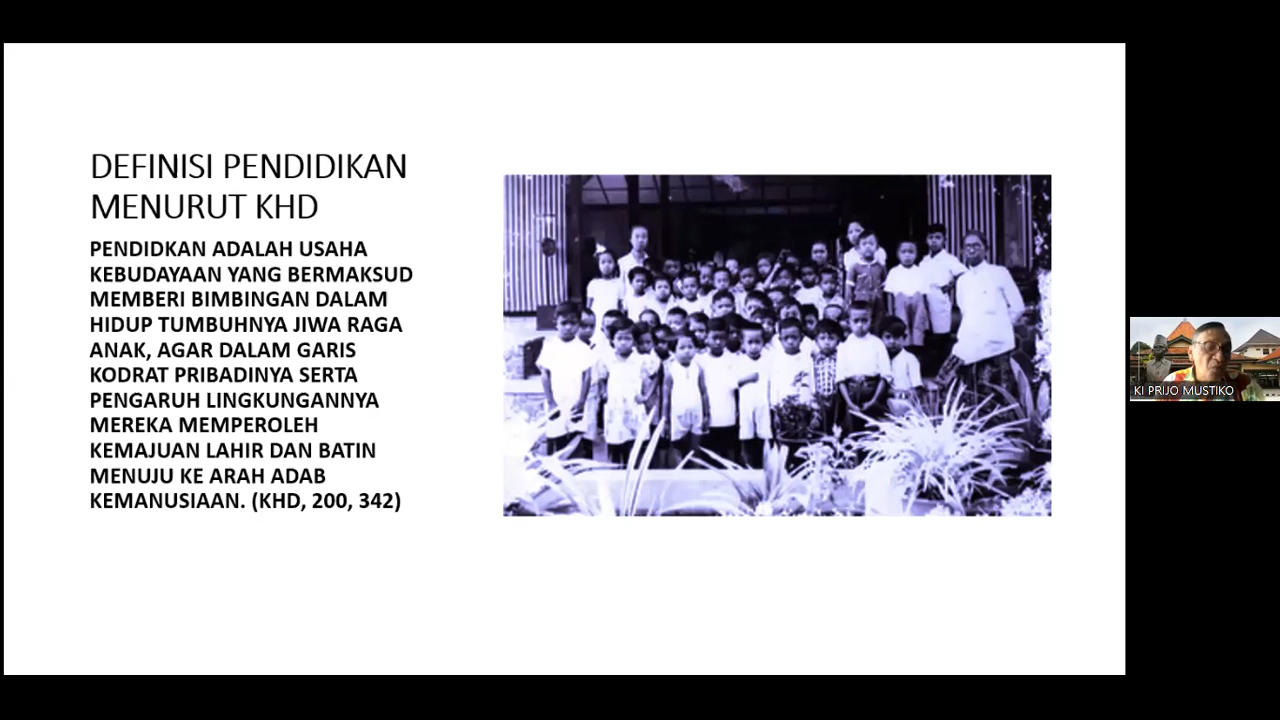 DEFINISI PENDIDIKAN
MENURUT KHD
PENDIDKAN ADALAH USAHA
KEBUDAYAAN YANG BERMAKSUD
MEMBERI BIMBINGAN DALAM
HIDUP TUMBUHNYA JIWA RAGA
ANAK, AGAR DALAM GARIS
KODRAT PRIBADINYA SERTA
PENGARUH LINGKUNGANNYA
MEREKA MEMPEROLEH
KEMAJUAN LAHIR DAN BATIN
MENUJU KE ARAH ADAB
KEMANUSIAAN. (KHD, 200, 342)
KI PRIJO MUSTIKO